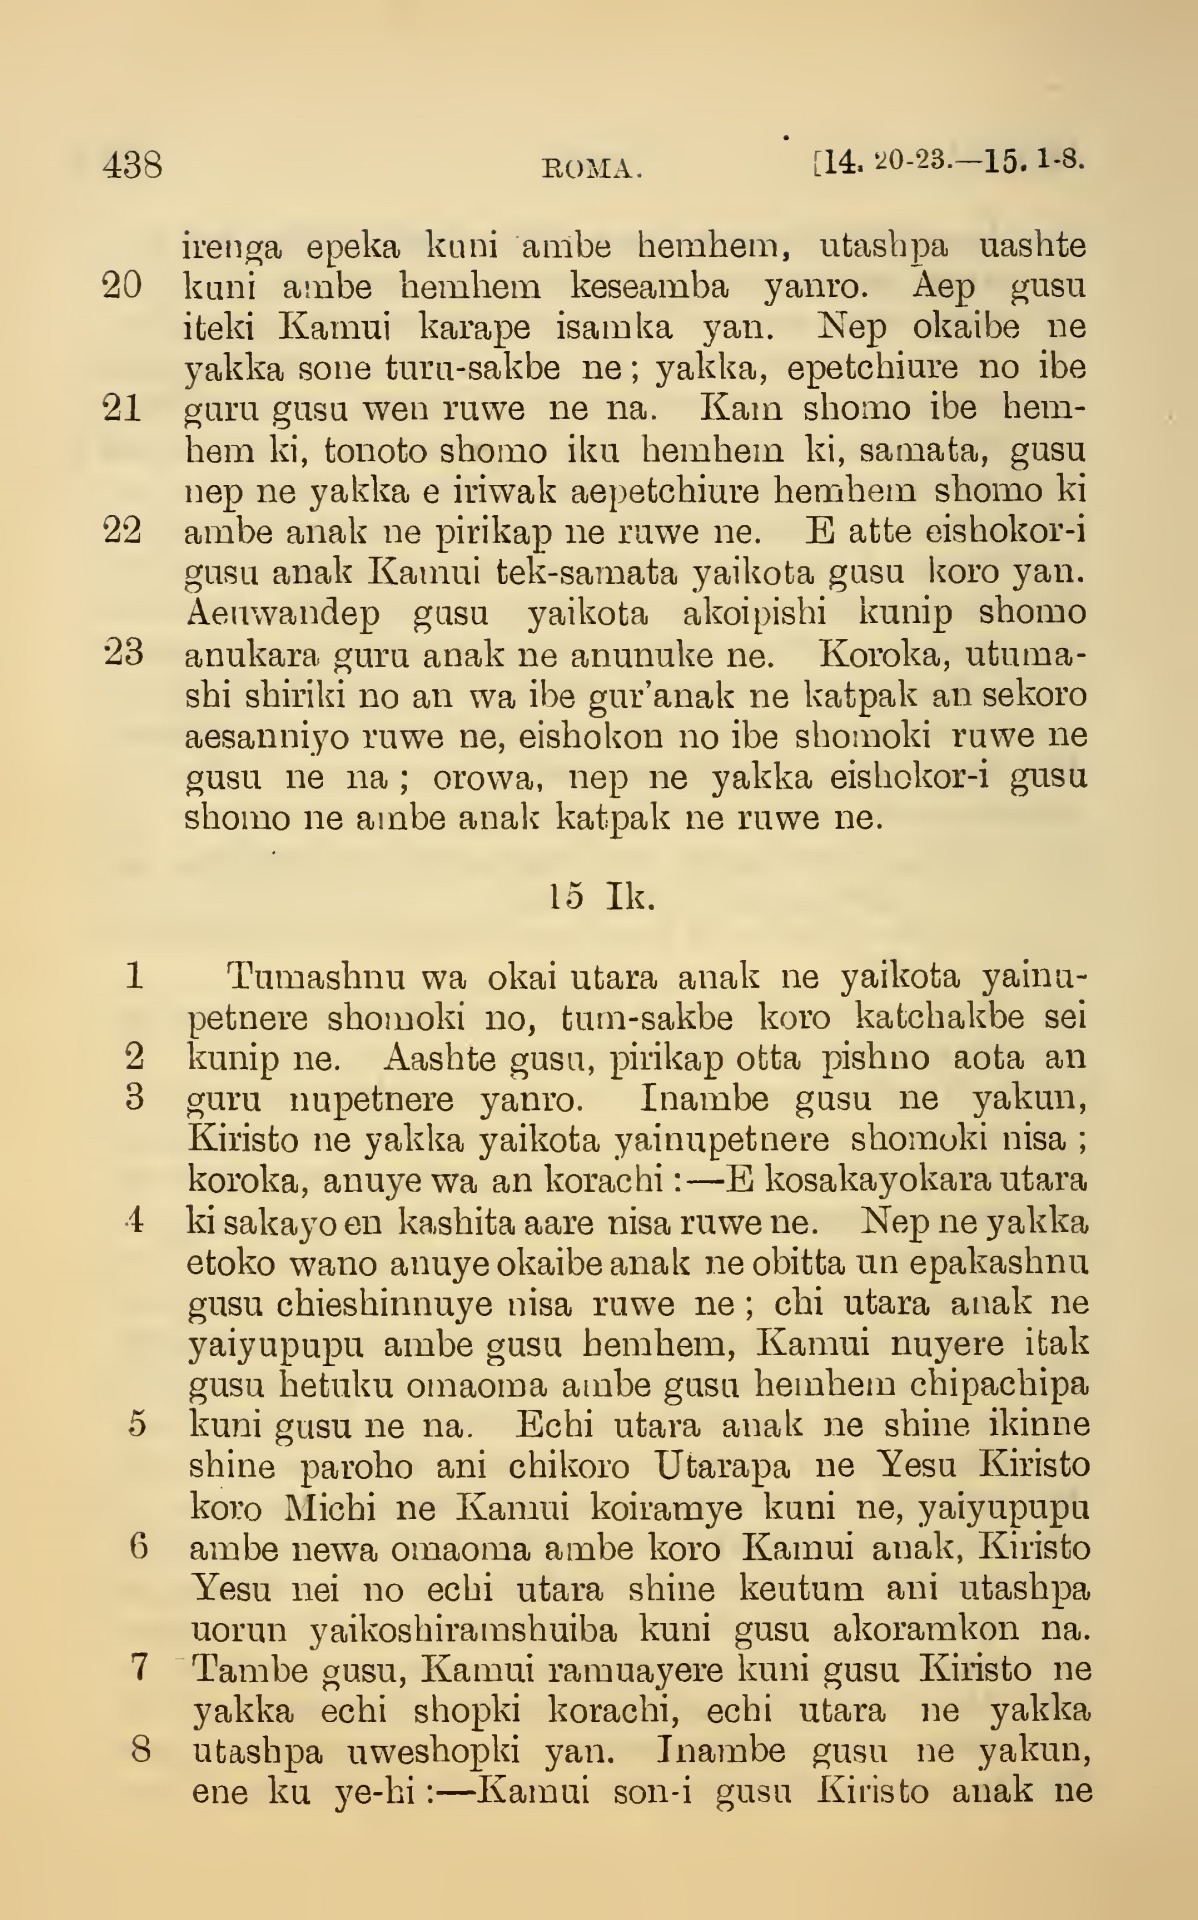 438 ROMA. [14. 20-23.—15. 1-8.
irenga epeka kuni ambe hemhem, utashpa uashte
20 kuni ambe hemhem keseamba yanro. Aep gusu
iteki Kamui karape isamka yan. Nep okaibe ne
yakka sone turu-sakbe ne; yakka, epetchiure no ibe
21 guru gusu wen ruwe ne na. Kam shomo ibe hem-
hem ki, tonoto shomo iku hemhem ki, samata, gusu
nep ne yakka e iriwak aepetchiure hemhem shomo ki
22 ambe anak ne pirikap ne ruwe ne. E atte eishokor-i
gusu anak Kamui tek-samata yaikota gusu koro yan.
Aeuwandep gusu yaikota akoipishi kunip shomo
23 anukara guru anak ne anunuke ne. Koroka, utuma-
shi shiriki no an wa ibe gur'anak ne katpak an sekoro
aesanniyo ruwe ne, eishokon no ibe shomoki ruwe ne
gusu ne na; orowa, nep ne yakka eishokor-i gusu
shomo ne ambe anak katpak ne ruwe ne.
15 Ik.
1 Tumashnu wa okai utara anak ne yaikota yainu-
petnere shomoki no, tum-sakbe koro katchakbe sei
2 kunip ne. Aashte gusu, pirikap otta pishno aota an
3 guru nupetnere yanro. Inambe gusu ne yakun,
Kiristo ne yakka yaikota yainupetnere shomoki nisa;
koroka, anuye wa an korachi:—E kosakayokara utara
4 ki sakayo en kashita aare nisa ruwe ne. Nep ne yakka
etoko wano anuye okaibe anak ne obitta un epakashnu
gusu chieshinnuye nisa ruwe ne; chi utara anak ne
yaiyupupu ambe gusu hemhem, Kamui nuyere itak
gusu hetuku omaoma ambe gusu hemhem chipachipa
5 kuni gusu ne na. Echi utara anak ne shine ikinne
shine paroho ani chikoro Utarapa ne Yesu Kiristo
koro Michi ne Kamui koiramye kuni ne, yaiyupupu
6 ambe newa omaoma ambe koro Kamui anak, Kiristo
Yesu nei no echi utara shine keutum ani utashpa
uorun yaikoshiramshuiba kuni gusu akoramkon na.
7 Tambe gusu, Kamui ramuayere kuni gusu Kiristo ne
yakka echi shopki korachi, echi utara ne yakka
8 utashpa uweshopki yan. Inambe gusu ne yakun,
ene ku ye-hi:—Kamui son-i gusu Kiristo anak ne